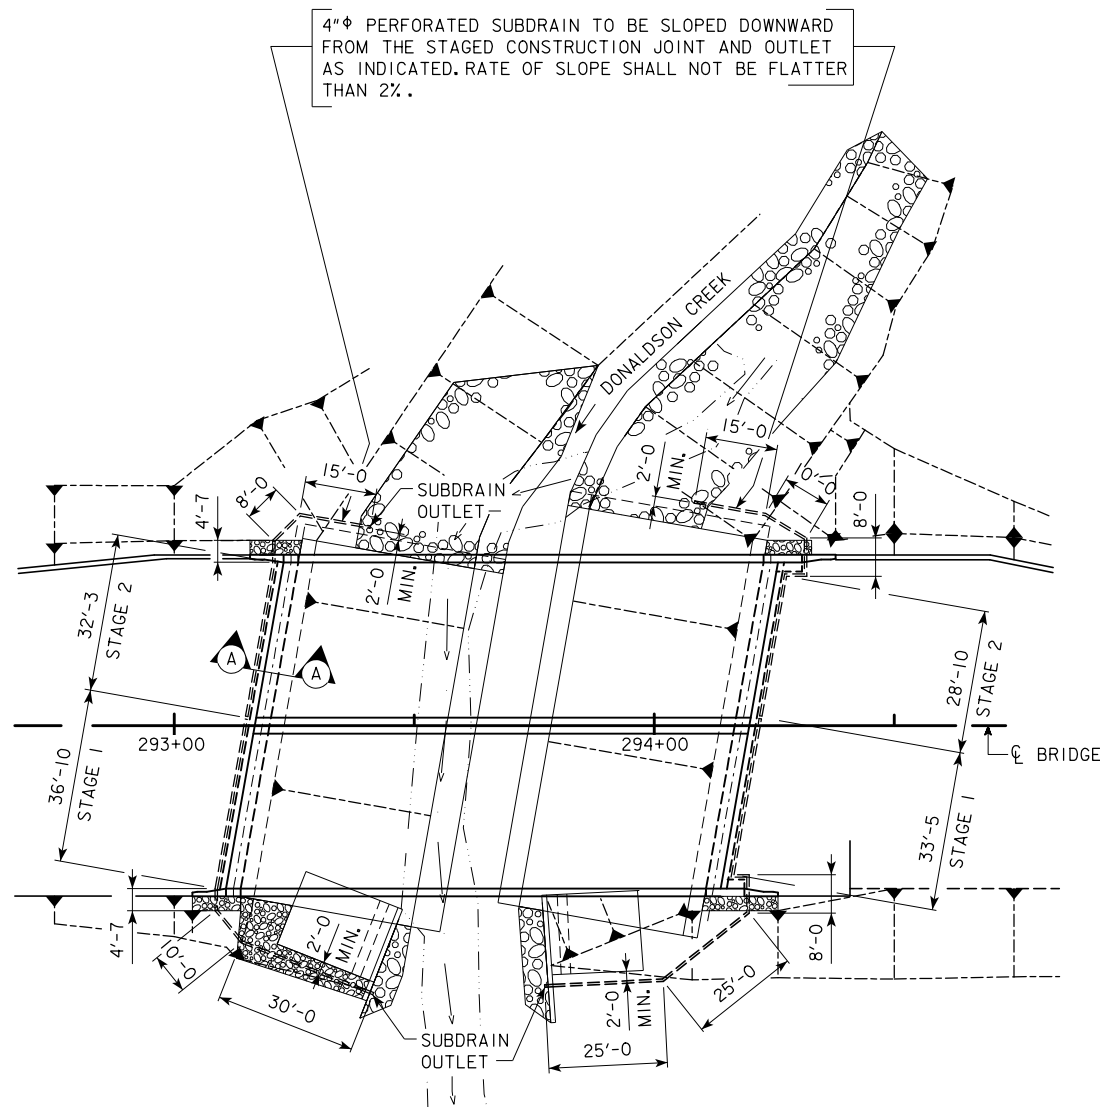 4"⌀ PERFORATED SUBDRAIN TO BE SLOPED DOWNWARD
FROM THE STAGED CONSTRUCTION JOINT AND OUTLET
AS INDICATED. RATE OF SLOPE SHALL NOT BE FLATTER
THAN 2%.
DONALDSON CREEK
15'-0
2'-0
MIN.
10'-0
8'-0
15'-0
8'-0
4'-7
SUBDRAIN
OUTLET
2'-0
MIN.
32'-3
STAGE 2
A
A
28'-10
STAGE 2
293+00
294+00
℄ BRIDGE
36'-10
STAGE 1
33'-5
STAGE 1
4'-7
10'-0
2'-0
MIN.
30'-0
SUBDRAIN
OUTLET
2'-0
MIN.
25'-0
25'-0
8'-0